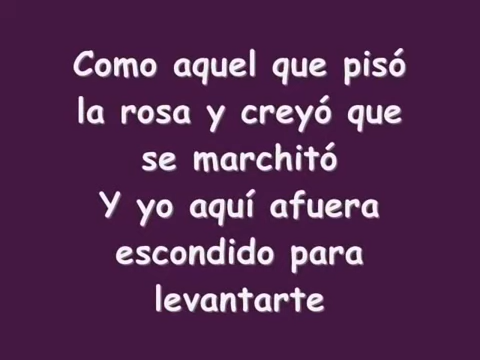 Como aquel que pisó
la rosa y creyó que
se marchitó
Y yo aquí afuera
escondido para
levantarte